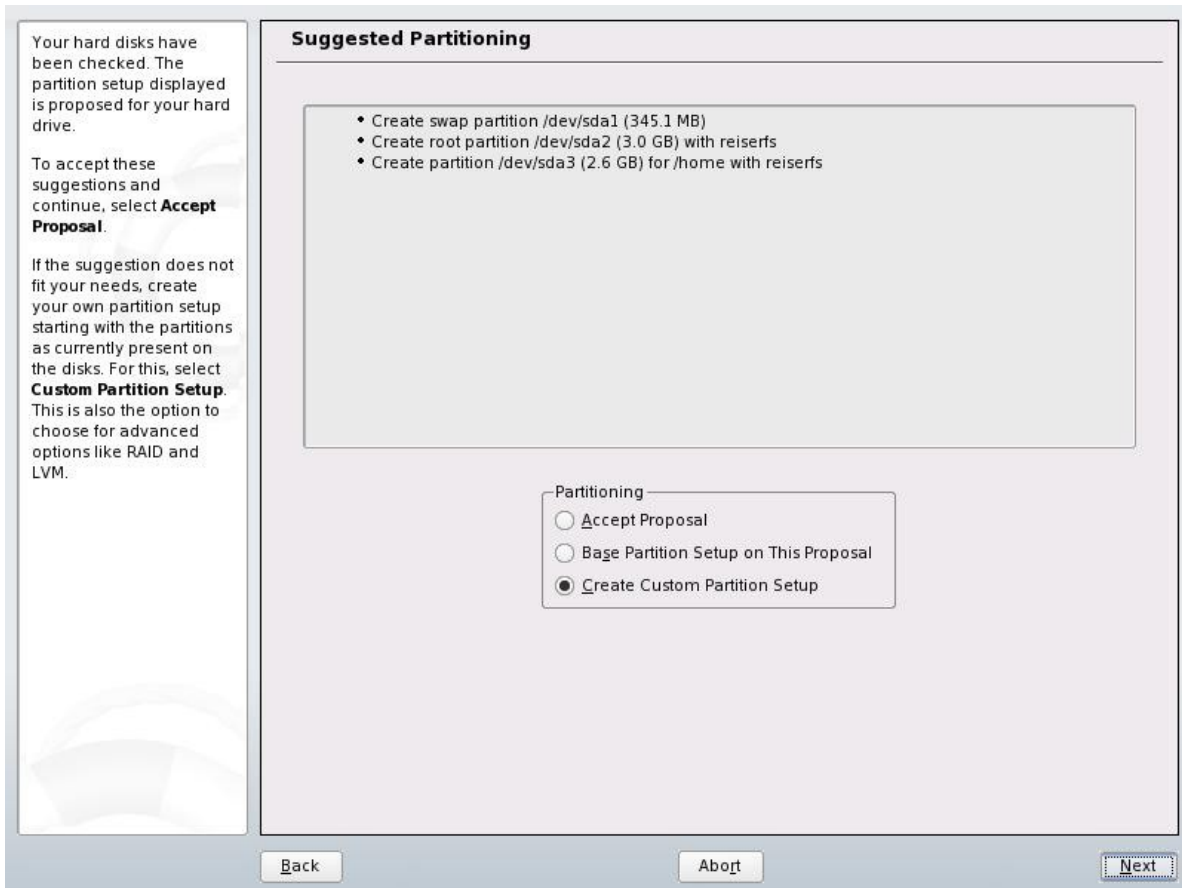 Your hard disks have
been checked. The
partition setup displayed
is proposed for your hard
drive.
To accept these
suggestions and
continue, select Accept
Proposal.
If the suggestion does not
fit your needs, create
your own partition setup
starting with the partitions
as currently present on
the disks. For this, select
Custom Partition Setup.
This is also the option to
choose for advanced
options like RAID and
LVM.
Suggested Partitioning
• Create swap partition /dev/sda1 (345.1 MB)
• Create root partition /dev/sda2 (3.0 GB) with reiserfs
• Create partition /dev/sda3 (2.6 GB) for /home with reiserfs
Partitioning
Accept Proposal
Base Partition Setup on This Proposal
Create Custom Partition Setup
Back
Abort
Next